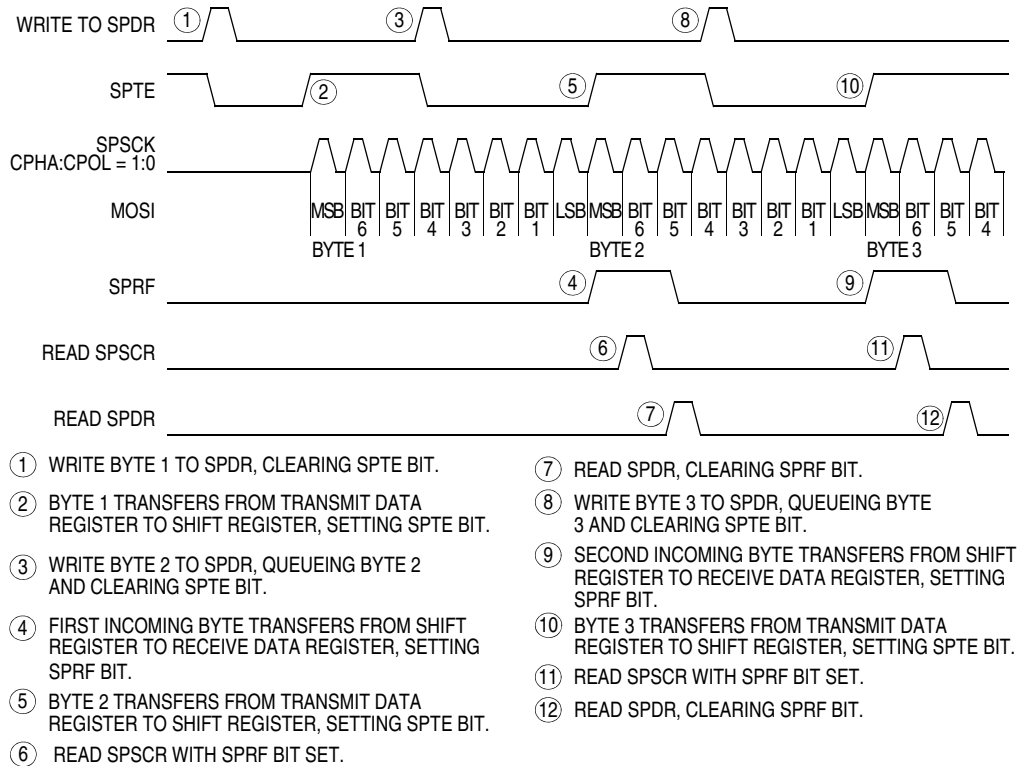 WRITE TO SPDR
1
3
8
SPTE
2
5
10
SPSCK
CPHA:CPOL = 1:0
MOSI
MSB BIT BIT BIT BIT BIT BIT LSB MSB BIT BIT BIT BIT BIT BIT LSB MSB BIT BIT BIT
6 5 4 3 2 1 6 5 4 3 2 1 6 5 4
BYTE 1
BYTE 2
BYTE 3
SPRF
4
9
READ SPSCR
6
11
READ SPDR
7
12
1 WRITE BYTE 1 TO SPDR, CLEARING SPTE BIT.
2 BYTE 1 TRANSFERS FROM TRANSMIT DATA
REGISTER TO SHIFT REGISTER, SETTING SPTE BIT.
3 WRITE BYTE 2 TO SPDR, QUEUEING BYTE 2
AND CLEARING SPTE BIT.
4 FIRST INCOMING BYTE TRANSFERS FROM SHIFT
REGISTER TO RECEIVE DATA REGISTER, SETTING
SPRF BIT.
5 BYTE 2 TRANSFERS FROM TRANSMIT DATA
REGISTER TO SHIFT REGISTER, SETTING SPTE BIT.
6 READ SPSCR WITH SPRF BIT SET.
7 READ SPDR, CLEARING SPRF BIT.
8 WRITE BYTE 3 TO SPDR, QUEUEING BYTE
3 AND CLEARING SPTE BIT.
9 SECOND INCOMING BYTE TRANSFERS FROM SHIFT
REGISTER TO RECEIVE DATA REGISTER, SETTING
SPRF BIT.
10 BYTE 3 TRANSFERS FROM TRANSMIT DATA
REGISTER TO SHIFT REGISTER, SETTING SPTE BIT.
11 READ SPSCR WITH SPRF BIT SET.
12 READ SPDR, CLEARING SPRF BIT.